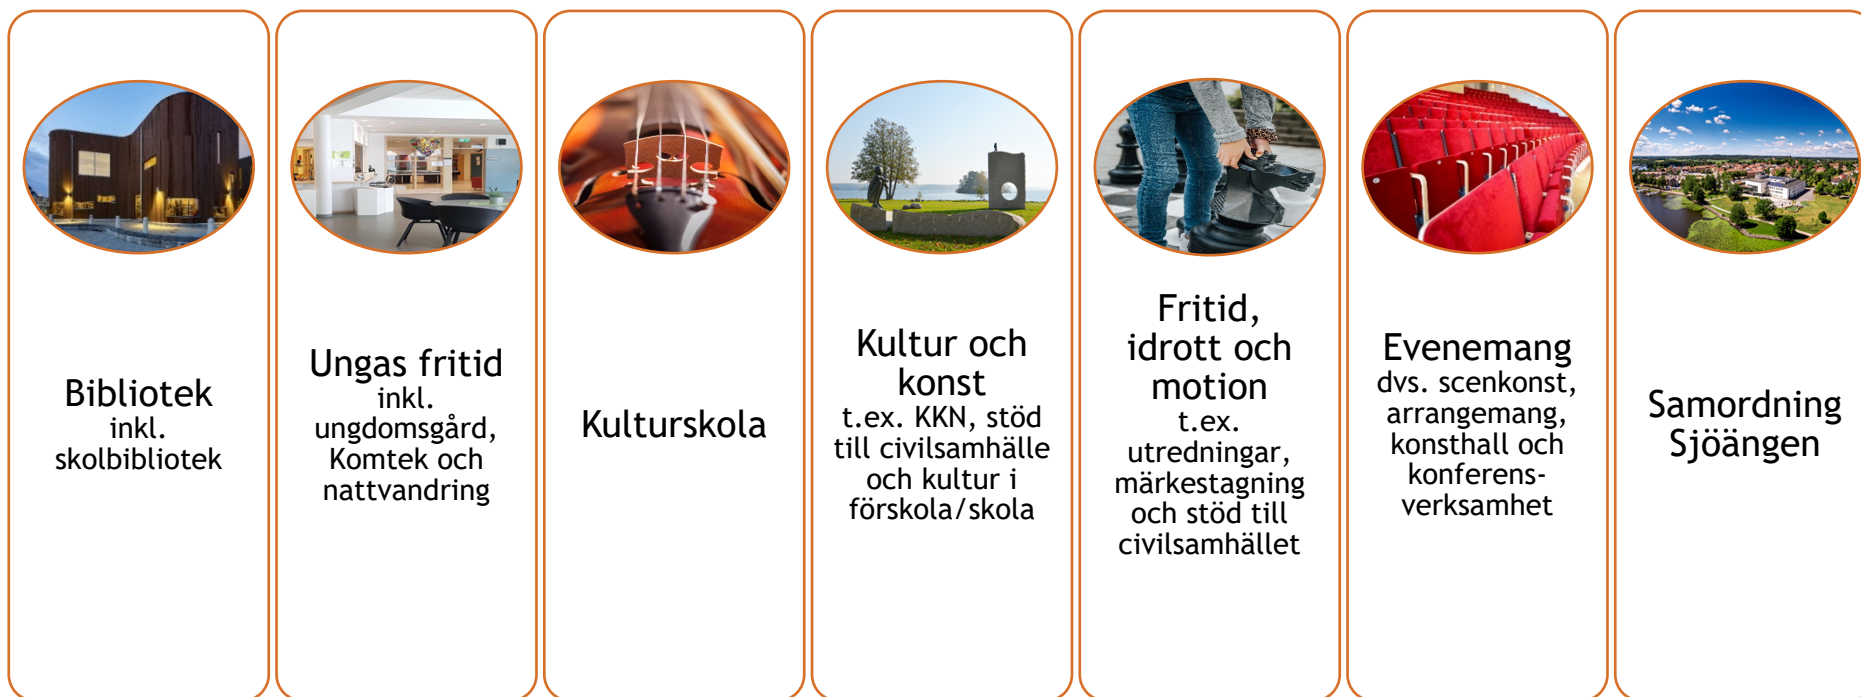 Bibliotek
inkl.
skolbibliotek
Ungas fritid
inkl.
ungdomsgård,
Komtek och
nattvandring
Kulturskola
Kultur och
konst
t.ex. KKN, stöd
till civilsamhälle
och kultur i
förskola/skola
Fritid,
idrott och
motion
t.ex.
utredningar,
märkestagning
och stöd till
civilsamhället
Evenemang
dvs. scenkonst,
arrangemang,
konsthall och
konferens-
verksamhet
Samordning
Sjöängen